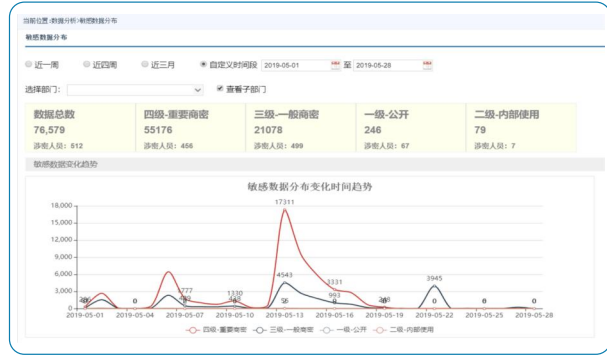 当前位置:数据分析>敏感数据分布
敏感数据分布
近一周 近四周 近三月 自定义时间段 2019-05-01 至 2019-05-28
选择部门: 查看子部门
数据总数 四级-重要商密 三级-一般商密 一级-公开 二级-内部使用
76,579 55176 21078 246 79
涉密人员: 512 涉密人员: 456 涉密人员: 499 涉密人员: 67 涉密人员: 7
敏感数据变化趋势
敏感数据分布变化时间趋势
18,000
17311
15,000
12,000
9,000
6,000
4543
3945
3,000
3331
1330
993
0
0
0
0
2019-05-01 2019-05-04 2019-05-07 2019-05-10 2019-05-13 2019-05-16 2019-05-19 2019-05-22 2019-05-25 2019-05-28
四级-重要商密 三级-一般商密 一级-公开 二级-内部使用